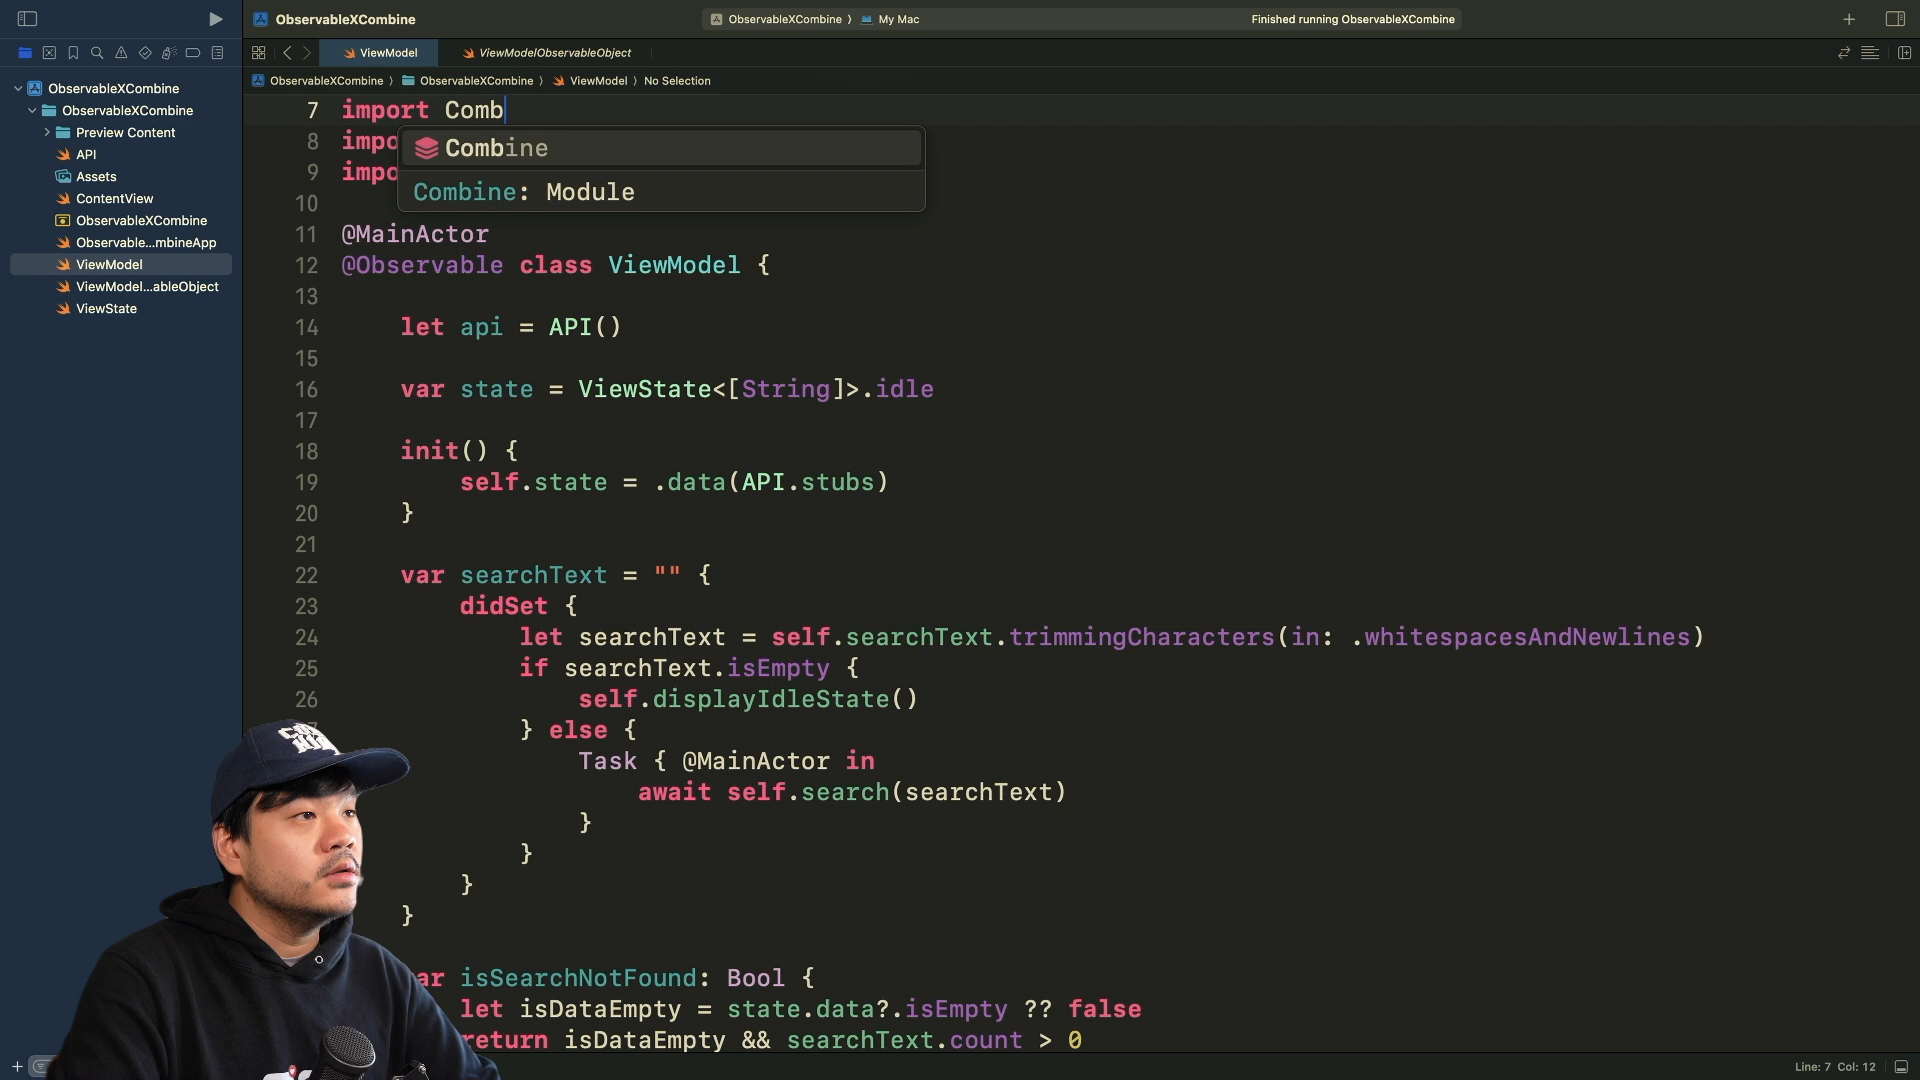 ObservableXCombine
ObservableXCombine ⟩ My Mac
Finished running ObservableXCombine
ViewModel
ViewModelObservableObject
ObservableXCombine ⟩ ObservableXCombine ⟩ ViewModel ⟩ No Selection
ObservableXCombine
ObservableXCombine
Preview Content
API
Assets
ContentView
ObservableXCombine
Observable...mbineApp
ViewModel
ViewModel...ableObject
ViewState
7 import Comb
Combine
Combine: Module
8 impo
9 impo
10
11 @MainActor
12 @Observable class ViewModel {
13
14 let api = API()
15
16 var state = ViewState<[String]>.idle
17
18 init() {
19 self.state = .data(API.stubs)
20 }
21
22 var searchText = "" {
23 didSet {
24 let searchText = self.searchText.trimmingCharacters(in: .whitespacesAndNewlines)
25 if searchText.isEmpty {
26 self.displayIdleState()
} else {
Task { @MainActor in
await self.search(searchText)
}
}
}
}
ar isSearchNotFound: Bool {
let isDataEmpty = state.data?.isEmpty ?? false
return isDataEmpty && searchText.count > 0
Line: 7 Col: 12